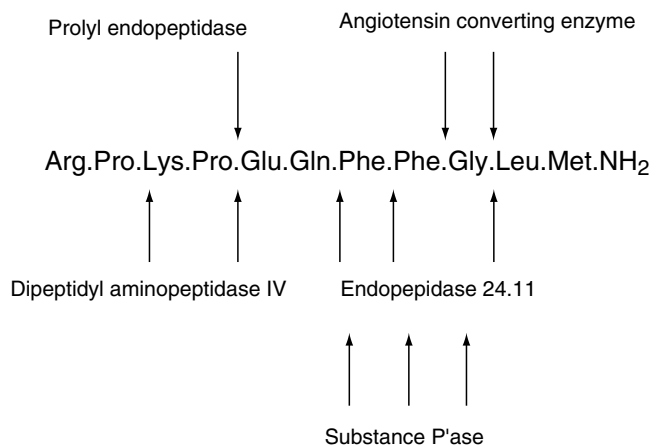 Prolyl endopeptidase
Angiotensin converting enzyme
Arg.Pro.Lys.Pro.Glu.Gln.Phe.Phe.Gly.Leu.Met.NH2
Dipeptidyl aminopeptidase IV
Endopepidase 24.11
Substance P'ase